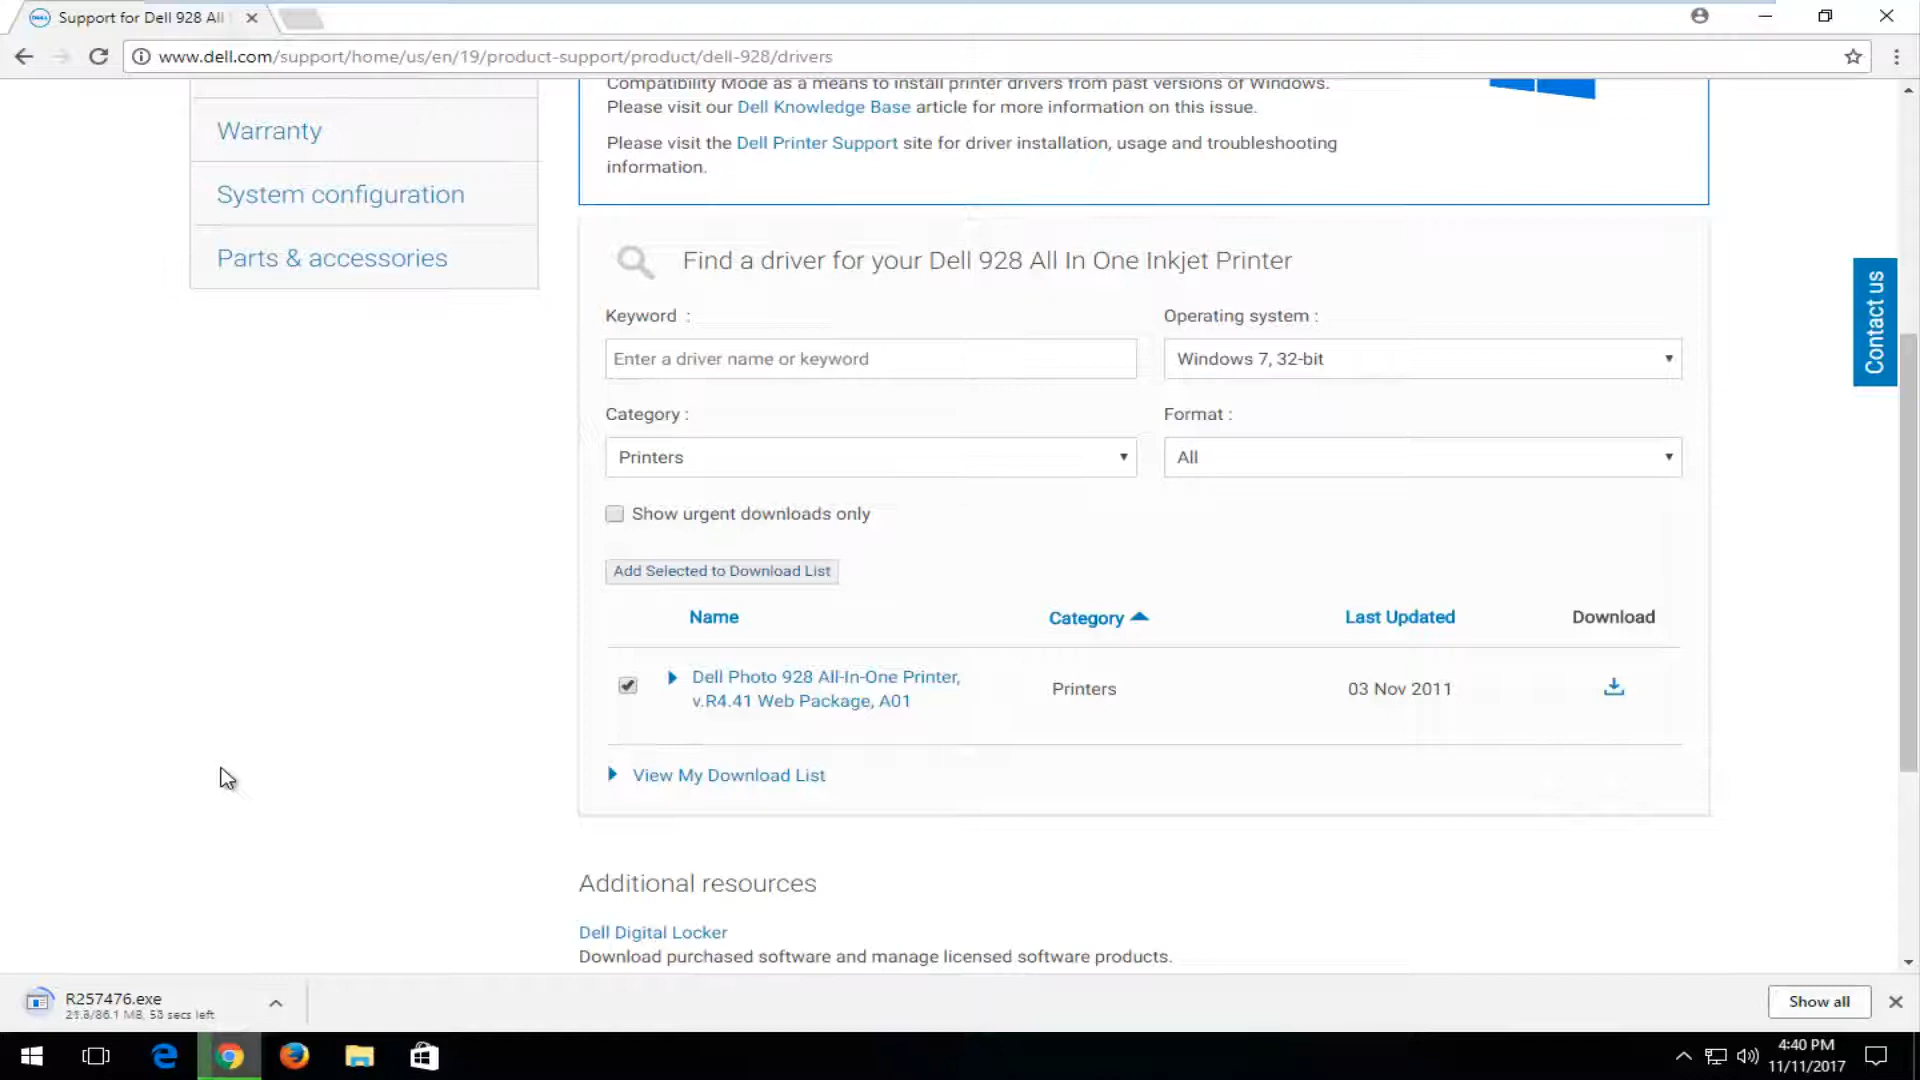 Support for Dell 928 All
www.dell.com/support/home/us/en/19/product-support/product/dell-928/drivers
Compatibility Mode as a means to install printer drivers from past versions of Windows.
Please visit our Dell Knowledge Base article for more information on this issue.
Please visit the Dell Printer Support site for driver installation, usage and troubleshooting
information.
Warranty
System configuration
Parts & accessories
Find a driver for your Dell 928 All In One Inkjet Printer
Keyword :
Operating system :
Enter a driver name or keyword
Windows 7, 32-bit
Category :
Format :
Printers
All
Show urgent downloads only
Add Selected to Download List
Name
Category
Last Updated
Download
Dell Photo 928 All-In-One Printer,
v.R4.41 Web Package, A01
Printers
03 Nov 2011
View My Download List
Contact us
Additional resources
Dell Digital Locker
Download purchased software and manage licensed software products.
R257476.exe
/86.1 MB, secs left
Show all
4:40 PM
11/11/2017